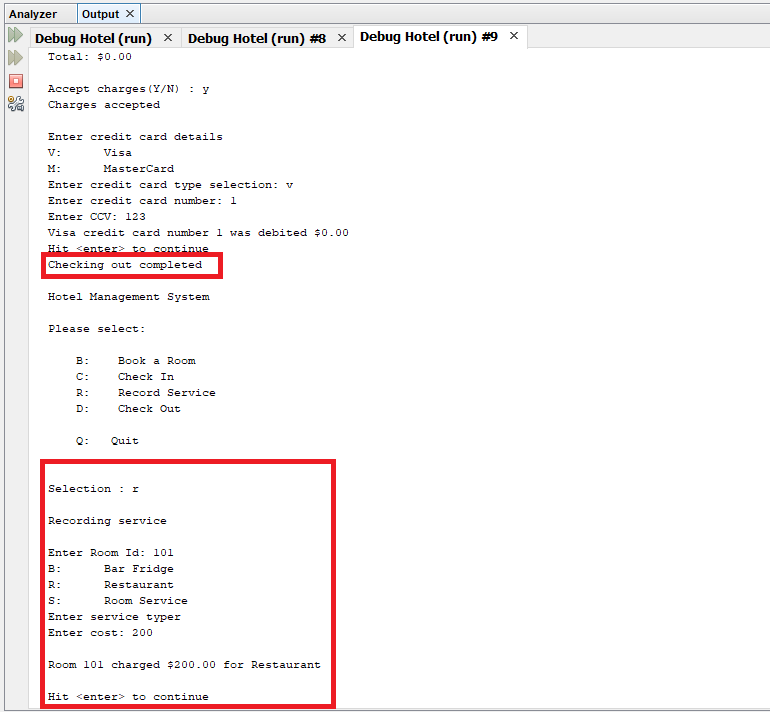 Analyzer Output ×
Debug Hotel (run) × Debug Hotel (run) #8 × Debug Hotel (run) #9 ×
Total: $0.00
Accept charges(Y/N) : y
Charges accepted
Enter credit card details
V: Visa
M: MasterCard
Enter credit card type selection: v
Enter credit card number: 1
Enter CCV: 123
Visa credit card number 1 was debited $0.00
Hit <enter> to continue
Checking out completed
Hotel Management System
Please select:
B: Book a Room
C: Check In
R: Record Service
D: Check Out
Q: Quit
Selection : r
Recording service
Enter Room Id: 101
B: Bar Fridge
R: Restaurant
S: Room Service
Enter service typer
Enter cost: 200
Room 101 charged $200.00 for Restaurant
Hit <enter> to continue